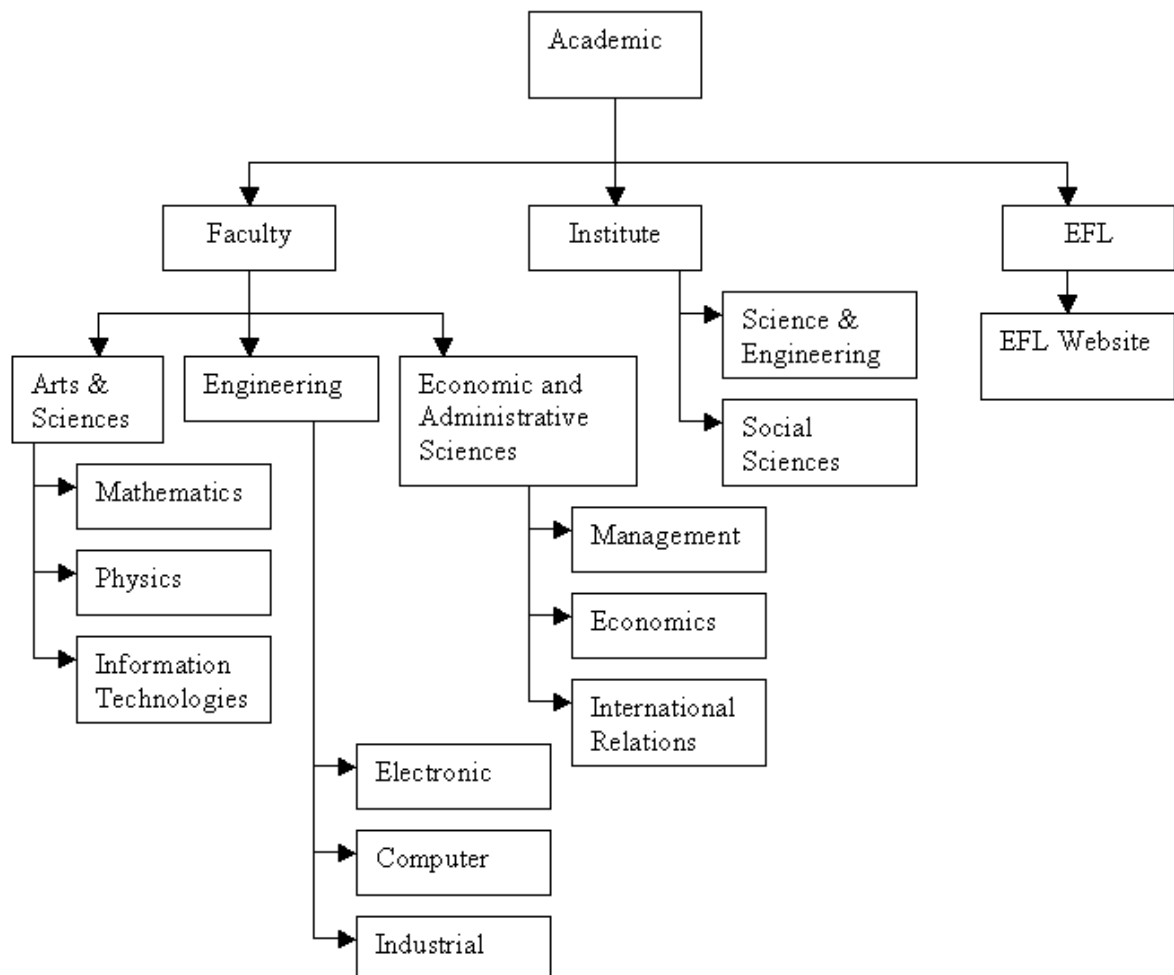 Academic
Faculty
Institute
EFL
Science &
Engineering
Social
Sciences
EFL Website
Arts &
Sciences
Engineering
Economic and
Administrative
Sciences
Mathematics
Physics
Information
Technologies
Management
Economics
International
Relations
Electronic
Computer
Industrial